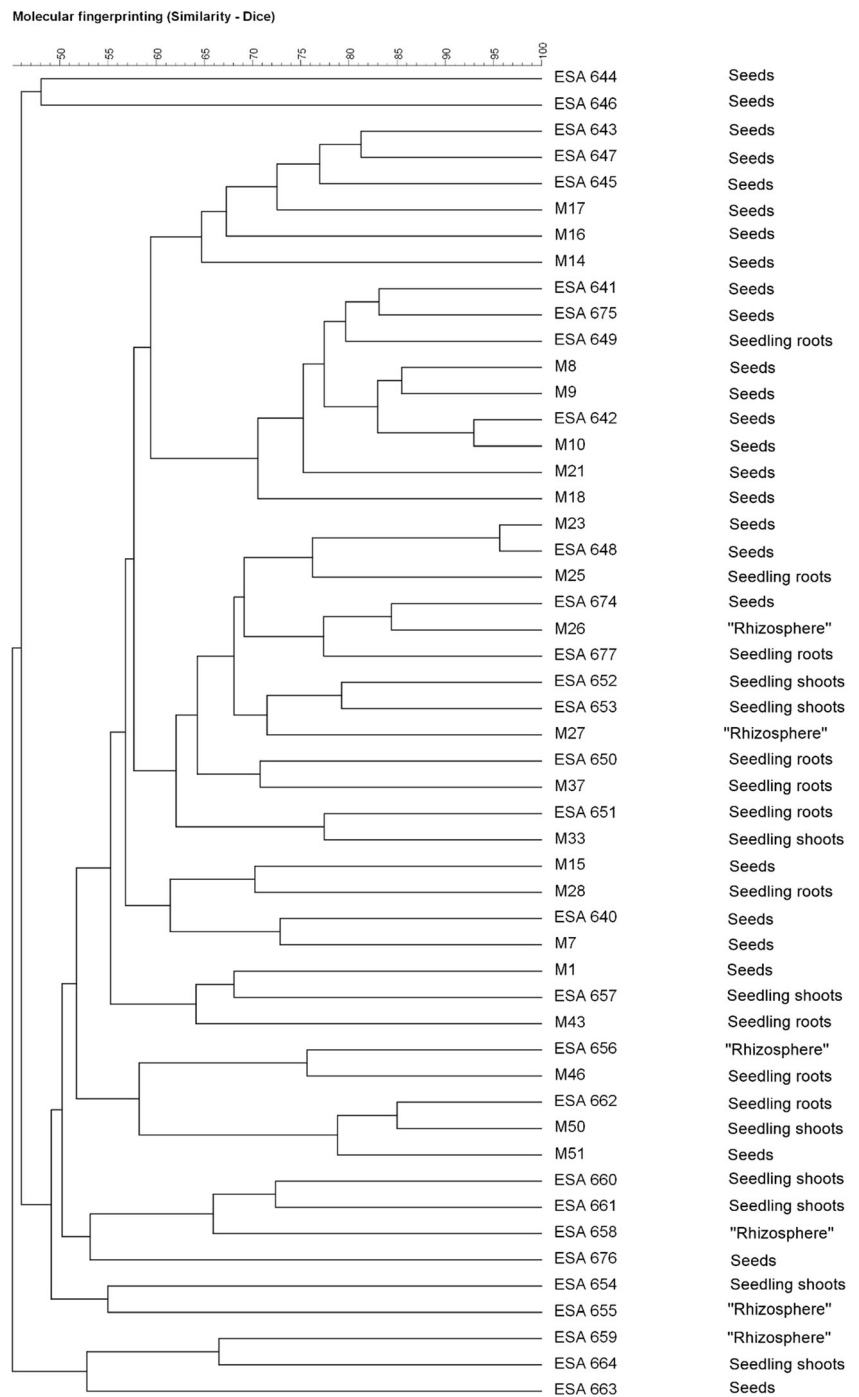 Molecular fingerprinting (Similarity - Dice)
50 55 60 65 70 75 80 85 90 95 100
ESA 644 Seeds
ESA 646 Seeds
ESA 643 Seeds
ESA 647 Seeds
ESA 645 Seeds
M17 Seeds
M16 Seeds
M14 Seeds
ESA 641 Seeds
ESA 675 Seeds
ESA 649 Seedling roots
M8 Seeds
M9 Seeds
ESA 642 Seeds
M10 Seeds
M21 Seeds
M18 Seeds
M23 Seeds
ESA 648 Seeds
M25 Seedling roots
ESA 674 Seeds
M26 "Rhizosphere"
ESA 677 Seedling roots
ESA 652 Seedling shoots
ESA 653 Seedling shoots
M27 "Rhizosphere"
ESA 650 Seedling roots
M37 Seedling roots
ESA 651 Seedling roots
M33 Seedling shoots
M15 Seeds
M28 Seedling roots
ESA 640 Seeds
M7 Seeds
M1 Seeds
ESA 657 Seedling shoots
M43 Seedling roots
ESA 656 "Rhizosphere"
M46 Seedling roots
ESA 662 Seedling roots
M50 Seedling shoots
M51 Seeds
ESA 660 Seedling shoots
ESA 661 Seedling shoots
ESA 658 "Rhizosphere"
ESA 676 Seeds
ESA 654 Seedling shoots
ESA 655 "Rhizosphere"
ESA 659 "Rhizosphere"
ESA 664 Seedling shoots
ESA 663 Seeds